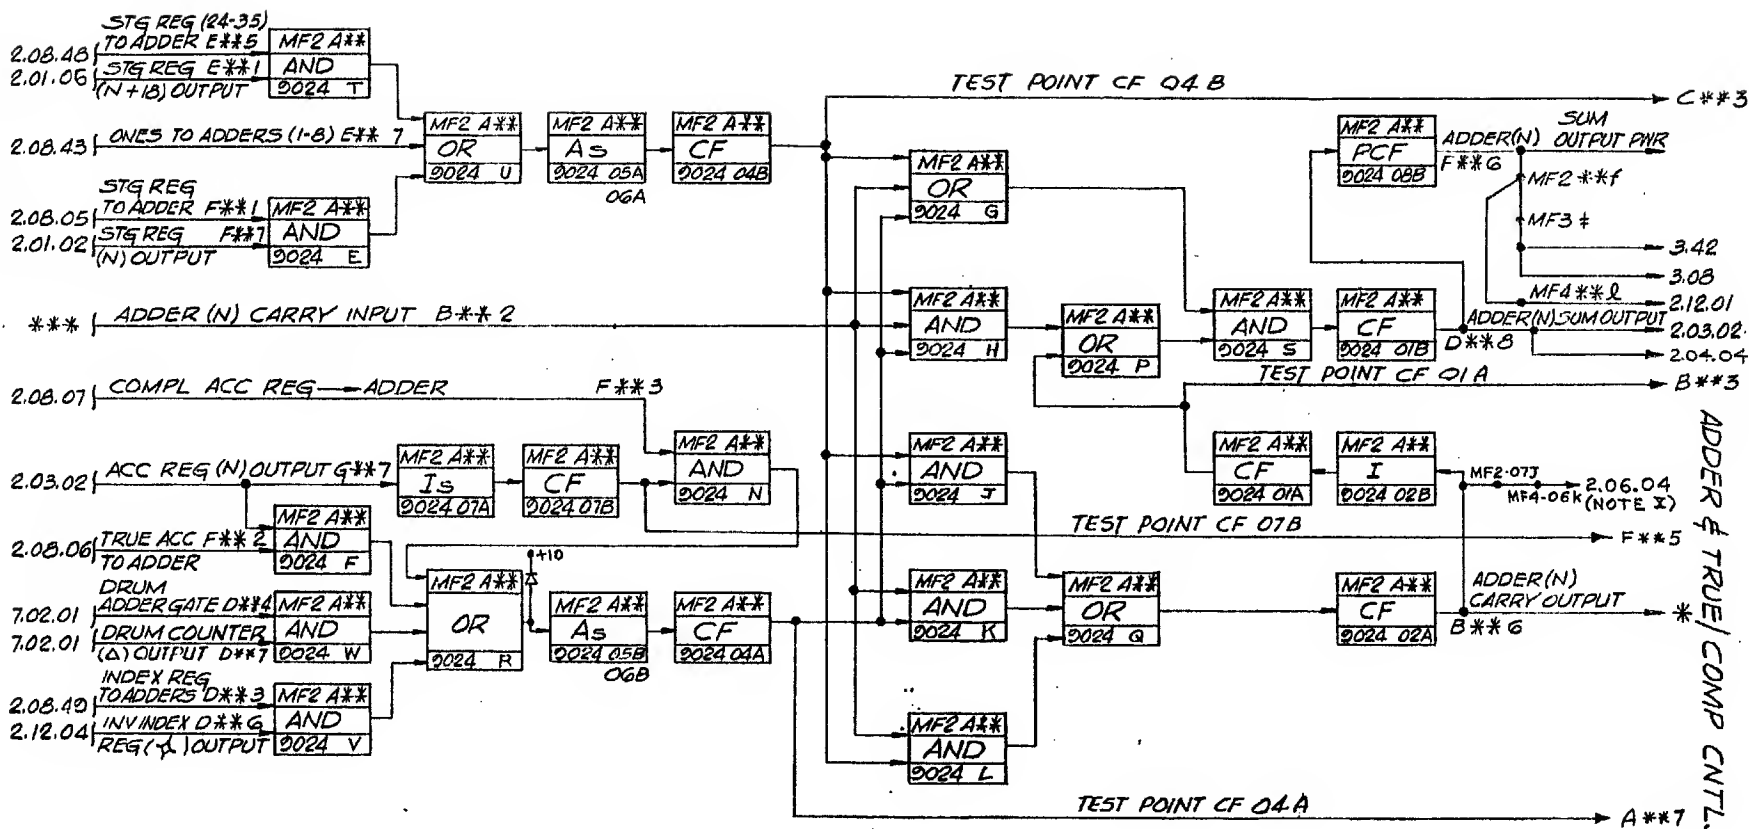 STG REG (24-35)
2.08.48 TO ADDER E**5
2.01.06 STG REG E**1
(N+18) OUTPUT
MF2 A**
AND
9024 T
2.08.43 ONES TO ADDERS (1-8) E** 7
STG REG
2.08.05 TO ADDER F**1
2.01.02 STG REG F**7
(N) OUTPUT
MF2 A**
AND
9024 E
MF2 A**
OR
9024 U
MF2 A**
As
9024 05A
06A
MF2 A**
CF
9024 04B
TEST POINT CF 04B
C**3
*** ADDER (N) CARRY INPUT B**2
2.08.07 COMPL ACC REG → ADDER F**3
2.03.02 ACC REG (N) OUTPUT G**7
MF2 A**
Is
9024 07A
MF2 A**
CF
9024 07B
MF2 A**
AND
9024 N
2.08.06 TRUE ACC F**2
TO ADDER
MF2 A**
AND
9024 F
DRUM
7.02.01 ADDER GATE D**4
7.02.01 DRUM COUNTER
(Δ) OUTPUT D**7
MF2 A**
AND
9024 W
INDEX REG
2.08.49 TO ADDERS D**3
2.12.04 INV INDEX D**6
REG ( ) OUTPUT
MF2 A**
AND
9024 V
MF2 A**
OR
9024 R
+10
MF2 A**
As
9024 05B
06B
MF2 A**
CF
9024 04A
MF2 A**
OR
9024 G
MF2 A**
AND
9024 H
MF2 A**
AND
9024 J
MF2 A**
AND
9024 K
MF2 A**
AND
9024 L
MF2 A**
OR
9024 P
MF2 A**
OR
9024 Q
MF2 A**
AND
9024 S
MF2 A**
CF
9024 01B
MF2 A**
PCF
9024 08B
ADDER(N) SUM OUTPUT PWR
F**6
MF2 **f
MF3 ‡
3.42
3.08
MF4**l
2.12.01
ADDER(N) SUM OUTPUT
2.03.02
D**8
2.04.04
TEST POINT CF 01A
B**3
MF2 A**
CF
9024 01A
MF2 A**
I
9024 02B
MF2-07J
MF4-06K
2.06.04
(NOTE X)
TEST POINT CF 07B
F**5
MF2 A**
CF
9024 02A
ADDER(N)
CARRY OUTPUT
B**6
*
TEST POINT CF 04A
A**7
ADDER & TRUE/COMP CNTL.